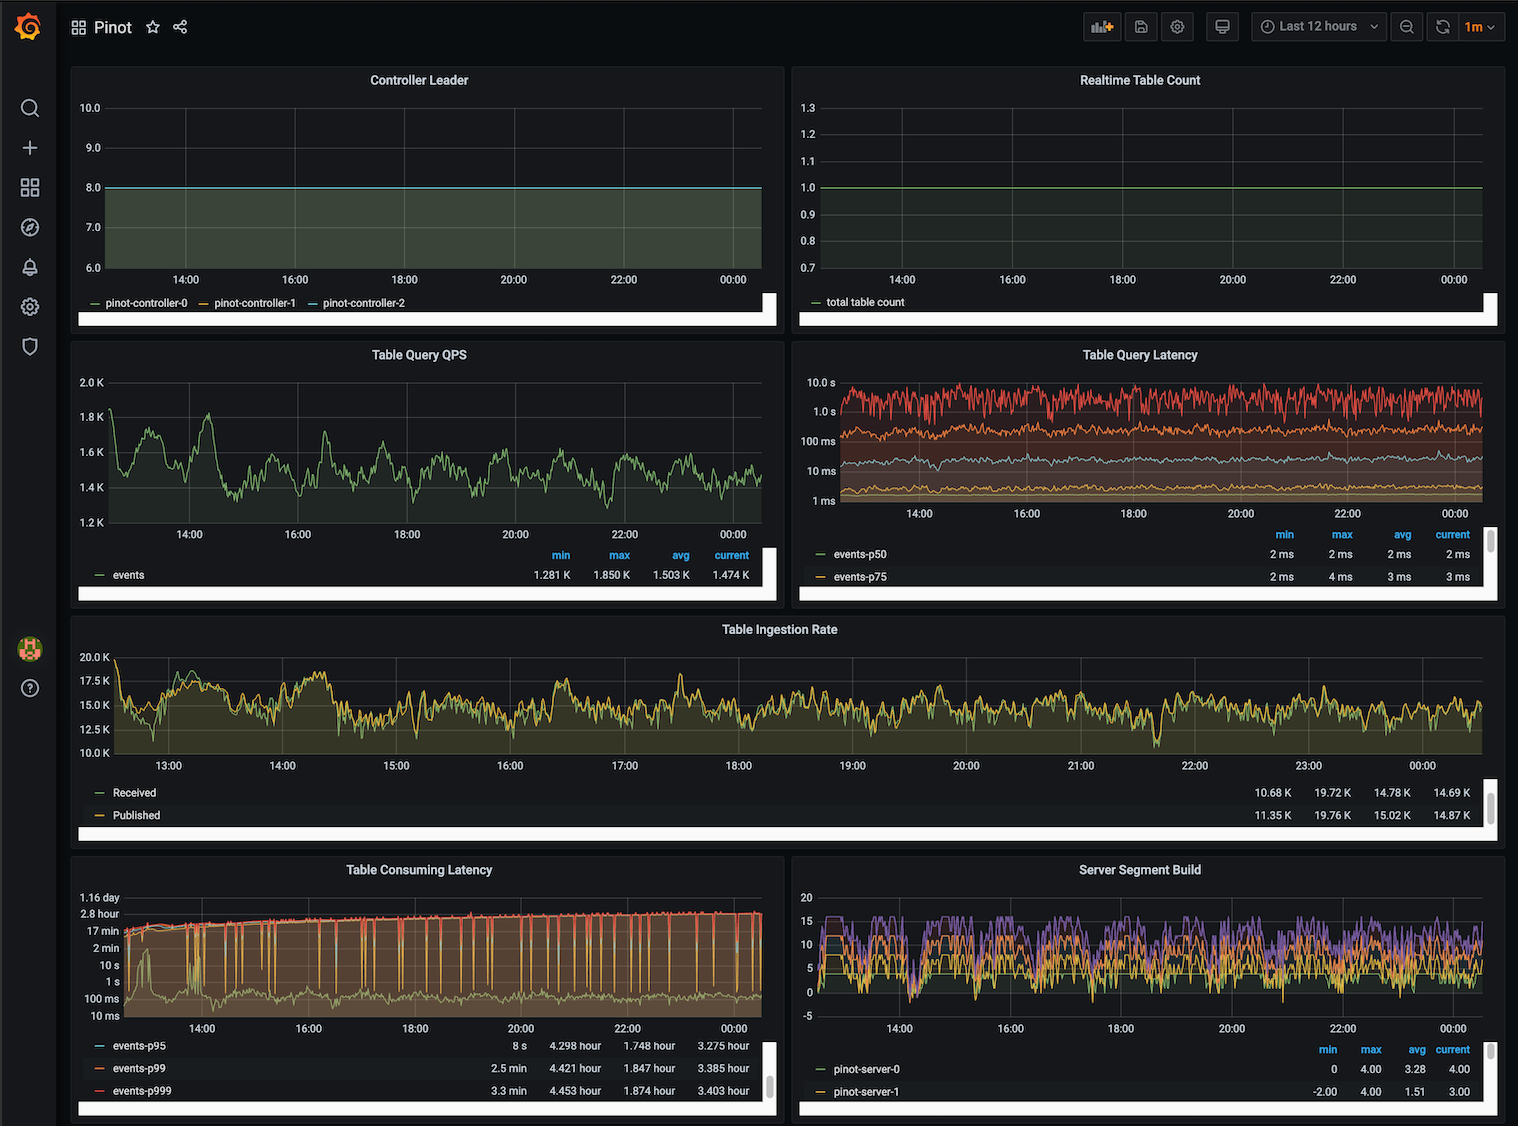 Pinot
Last 12 hours
1m
Controller Leader
10.0
9.0
8.0
7.0
6.0
14:00 16:00 18:00 20:00 22:00 00:00
pinot-controller-0 pinot-controller-1 pinot-controller-2
Realtime Table Count
1.3
1.2
1.1
1.0
0.9
0.8
0.7
14:00 16:00 18:00 20:00 22:00 00:00
total table count
Table Query QPS
2.0 K
1.8 K
1.6 K
1.4 K
1.2 K
14:00 16:00 18:00 20:00 22:00 00:00
min max avg current
events 1.281 K 1.850 K 1.503 K 1.474 K
Table Query Latency
10.0 s
1.0 s
100 ms
10 ms
1 ms
14:00 16:00 18:00 20:00 22:00 00:00
min max avg current
events-p50 2 ms 2 ms 2 ms 2 ms
events-p75 2 ms 4 ms 3 ms 3 ms
Table Ingestion Rate
20.0 K
17.5 K
15.0 K
12.5 K
10.0 K
13:00 14:00 15:00 16:00 17:00 18:00 19:00 20:00 21:00 22:00 23:00 00:00
Received 10.68 K 19.72 K 14.78 K 14.69 K
Published 11.35 K 19.76 K 15.02 K 14.87 K
Table Consuming Latency
1.16 day
2.8 hour
17 min
2 min
10 s
1 s
100 ms
10 ms
14:00 16:00 18:00 20:00 22:00 00:00
events-p95 8 s 4.298 hour 1.748 hour 3.275 hour
events-p99 2.5 min 4.421 hour 1.847 hour 3.385 hour
events-p999 3.3 min 4.453 hour 1.874 hour 3.403 hour
Server Segment Build
20
15
10
5
0
-5
14:00 16:00 18:00 20:00 22:00 00:00
min max avg current
pinot-server-0 0 4.00 3.28 4.00
pinot-server-1 -2.00 4.00 1.51 3.00